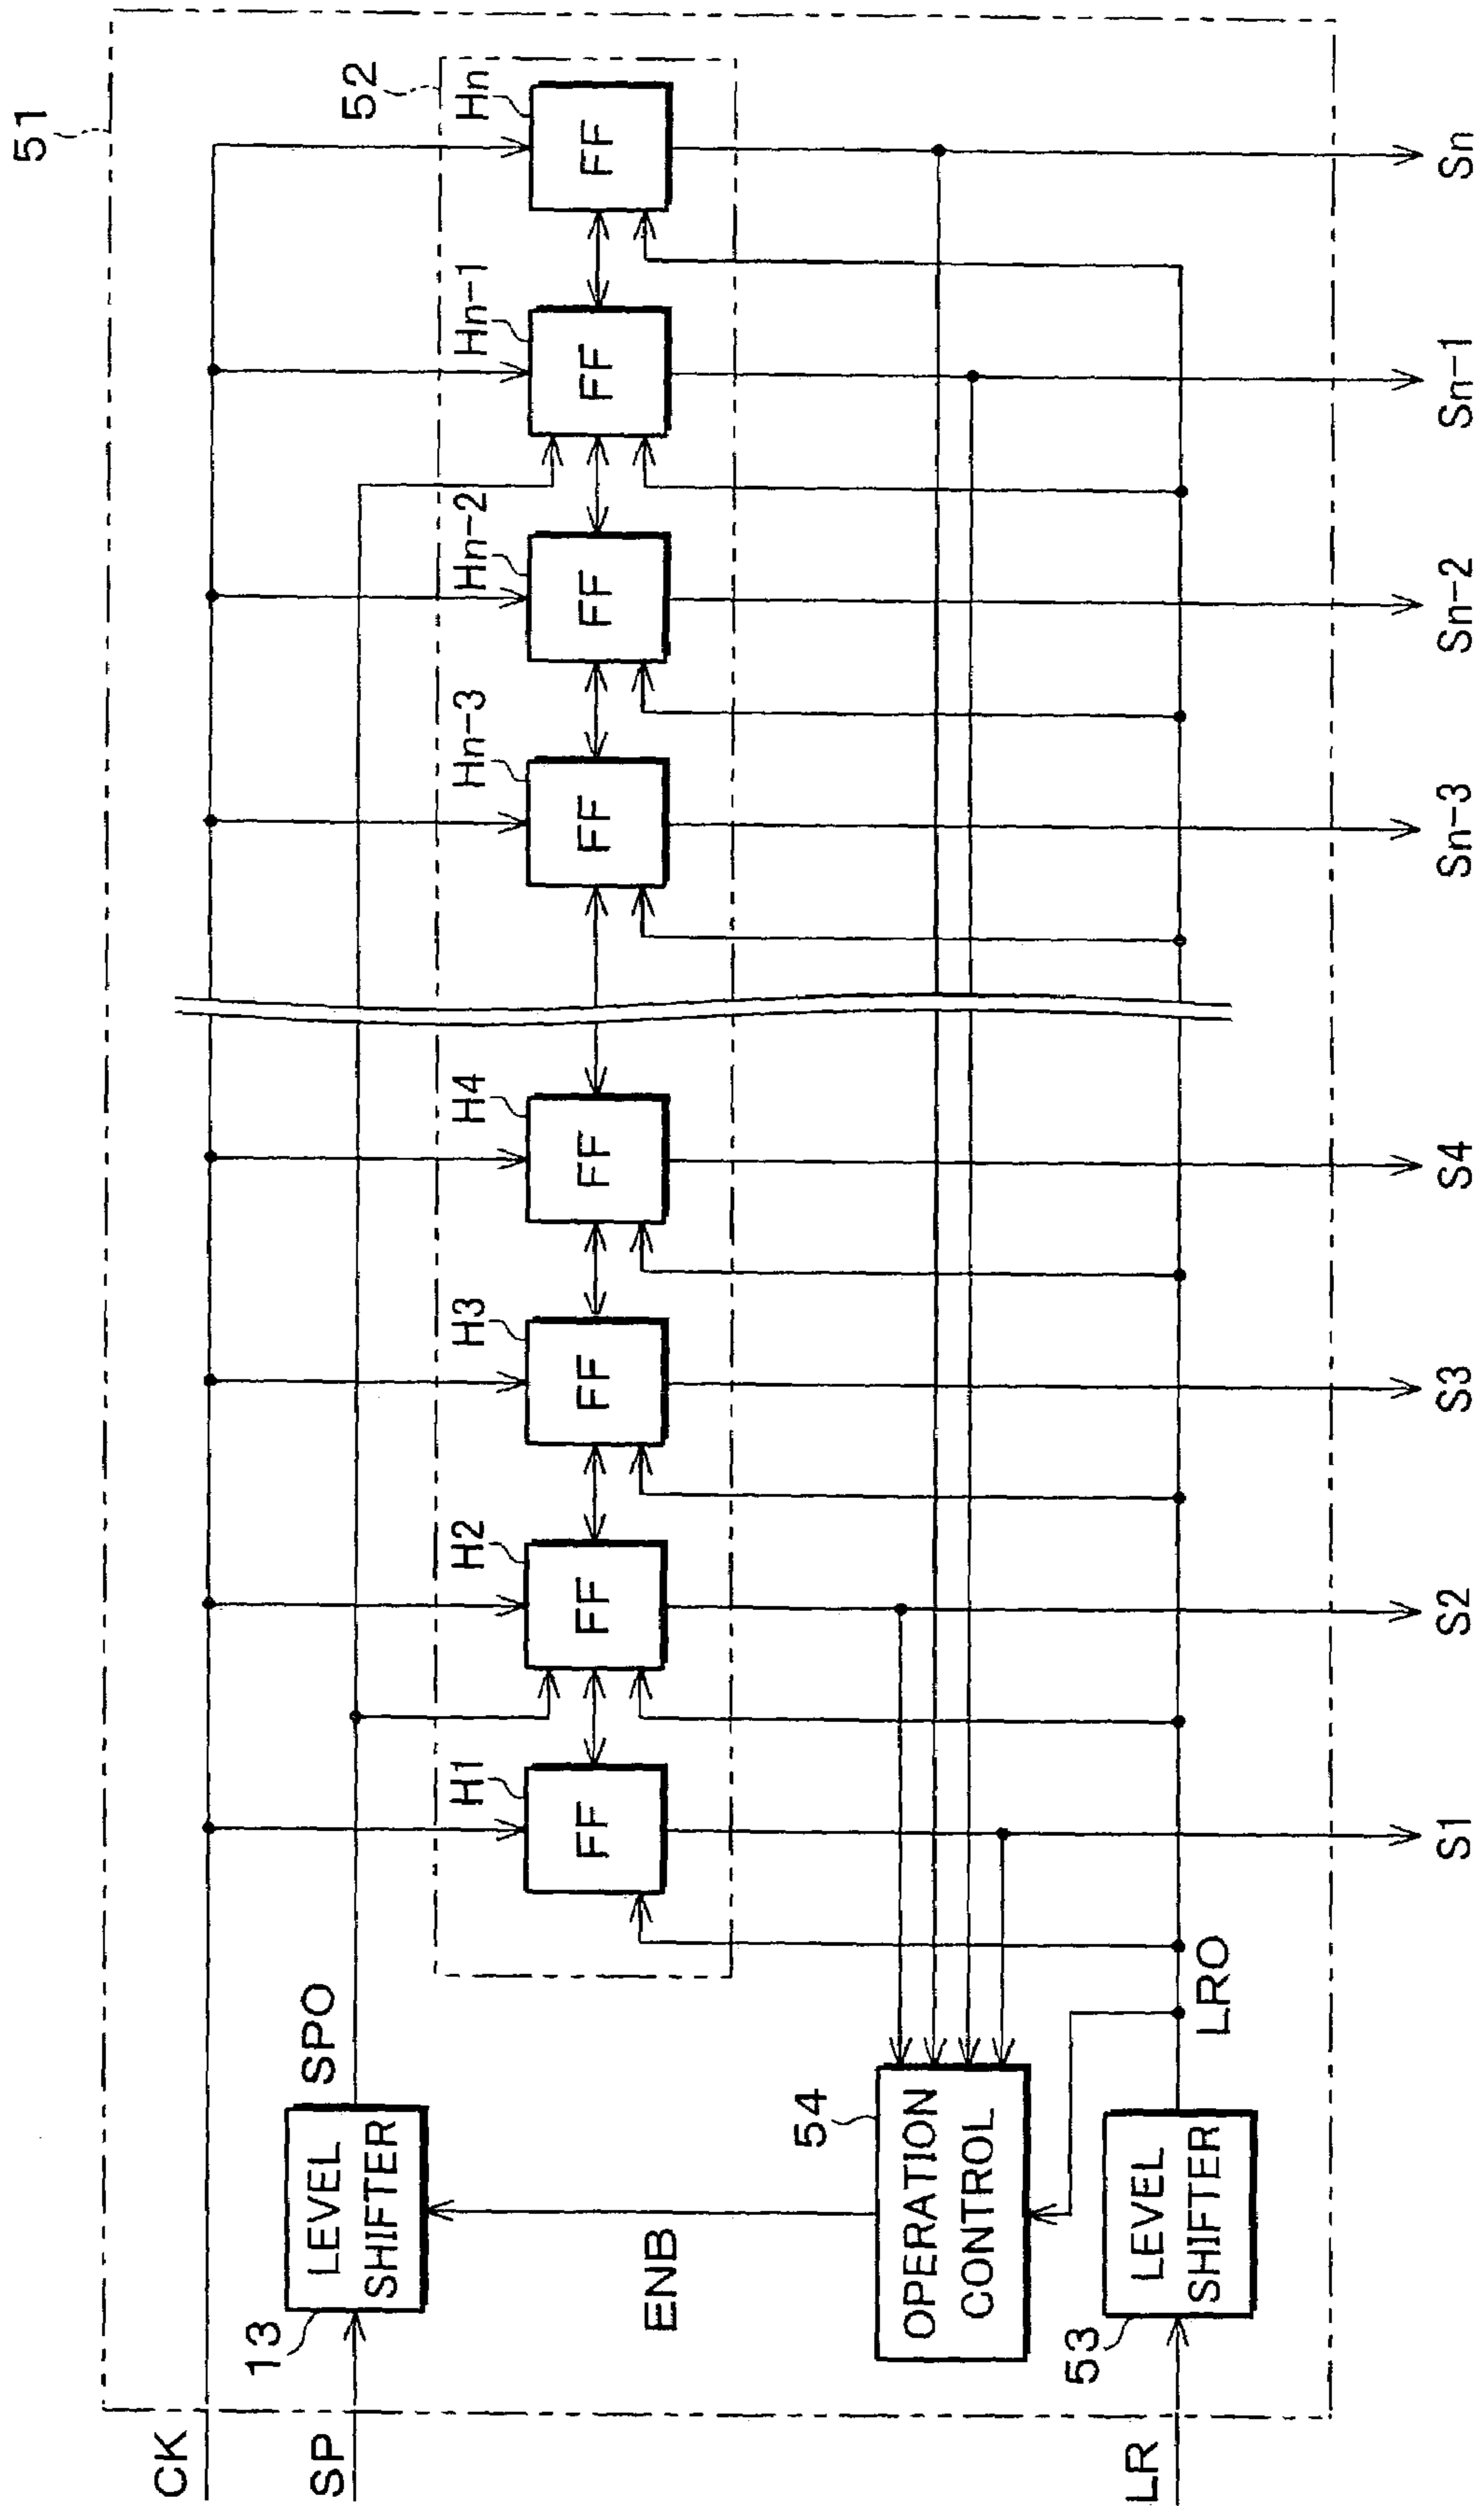 51
52
CK
SP
13
LEVEL
SHIFTER
SPO
H1
H2
H3
H4
Hn-3
Hn-2
Hn-1
Hn
FF
FF
FF
FF
FF
FF
FF
FF
ENB
54
OPERATION
CONTROL
LR
53
LEVEL
SHIFTER
LRO
S1
S2
S3
S4
Sn-3
Sn-2
Sn-1
Sn